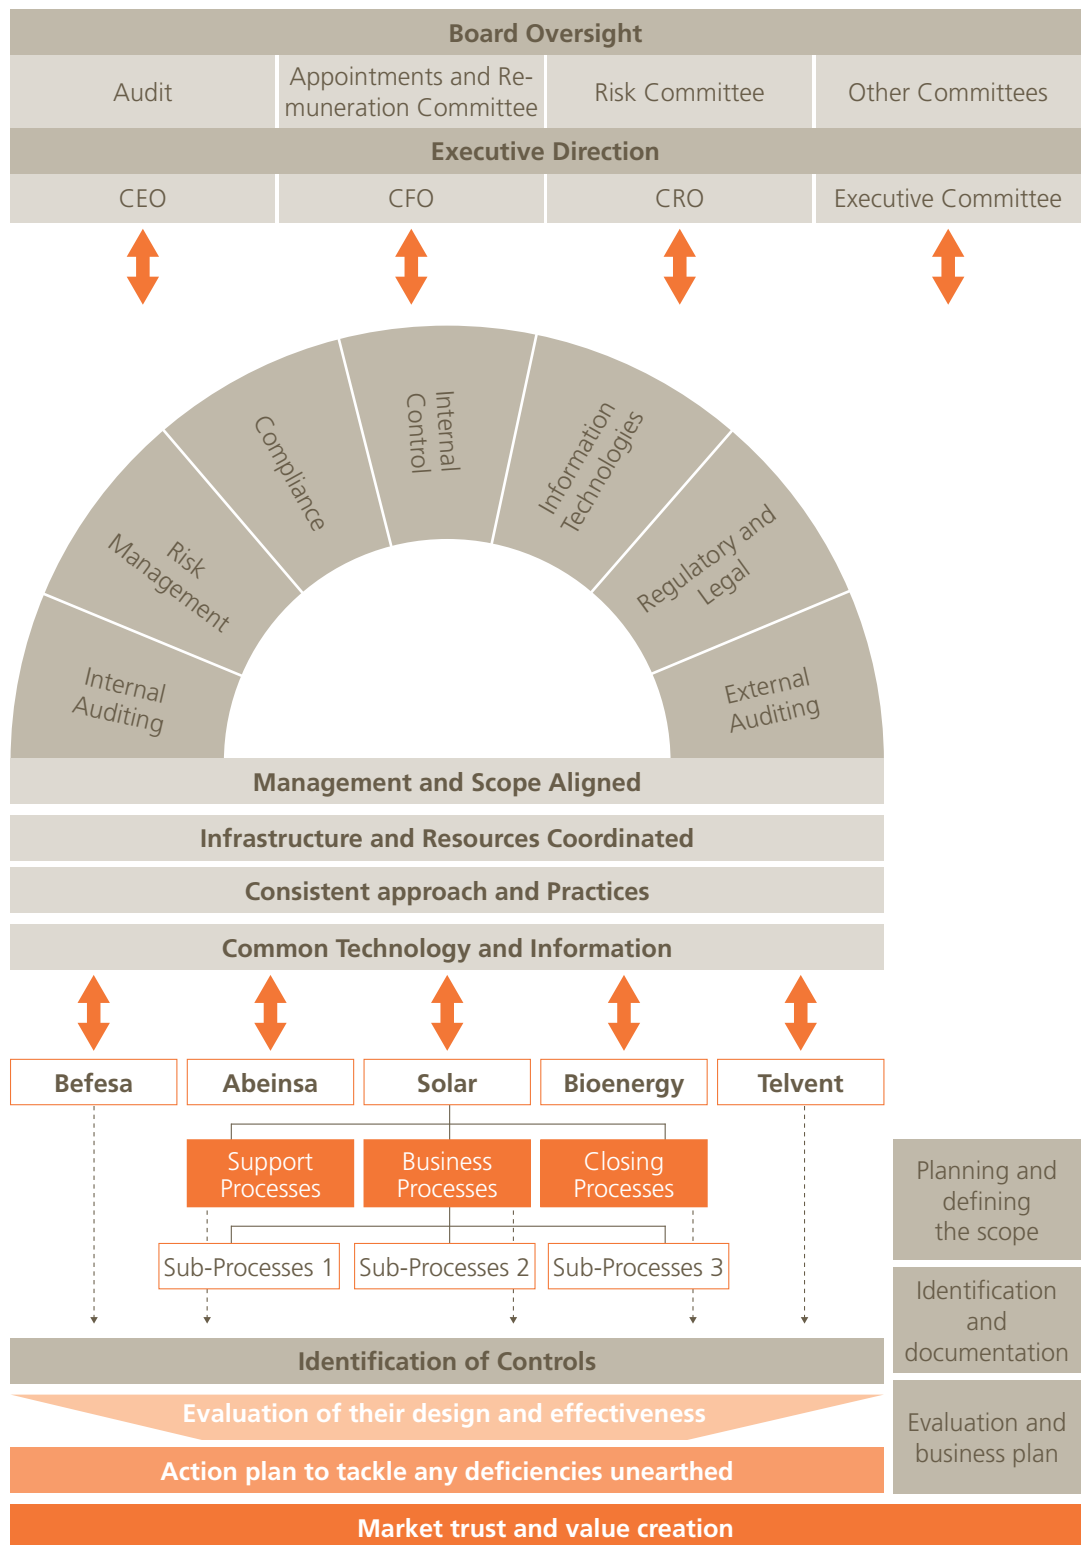 Board Oversight
Audit
Appointments and Re-
muneration Committee
Risk Committee
Other Committees
Executive Direction
CEO
CFO
CRO
Executive Committee
Internal
Auditing
Risk
Management
Compliance
Internal
Control
Information
Technologies
Regulatory and
Legal
External
Auditing
Management and Scope Aligned
Infrastructure and Resources Coordinated
Consistent approach and Practices
Common Technology and Information
Befesa
Abeinsa
Solar
Bioenergy
Telvent
Support
Processes
Business
Processes
Closing
Processes
Sub-Processes 1
Sub-Processes 2
Sub-Processes 3
Planning and
defining
the scope
Identification
and
documentation
Evaluation and
business plan
Identification of Controls
Evaluation of their design and effectiveness
Action plan to tackle any deficiencies unearthed
Market trust and value creation